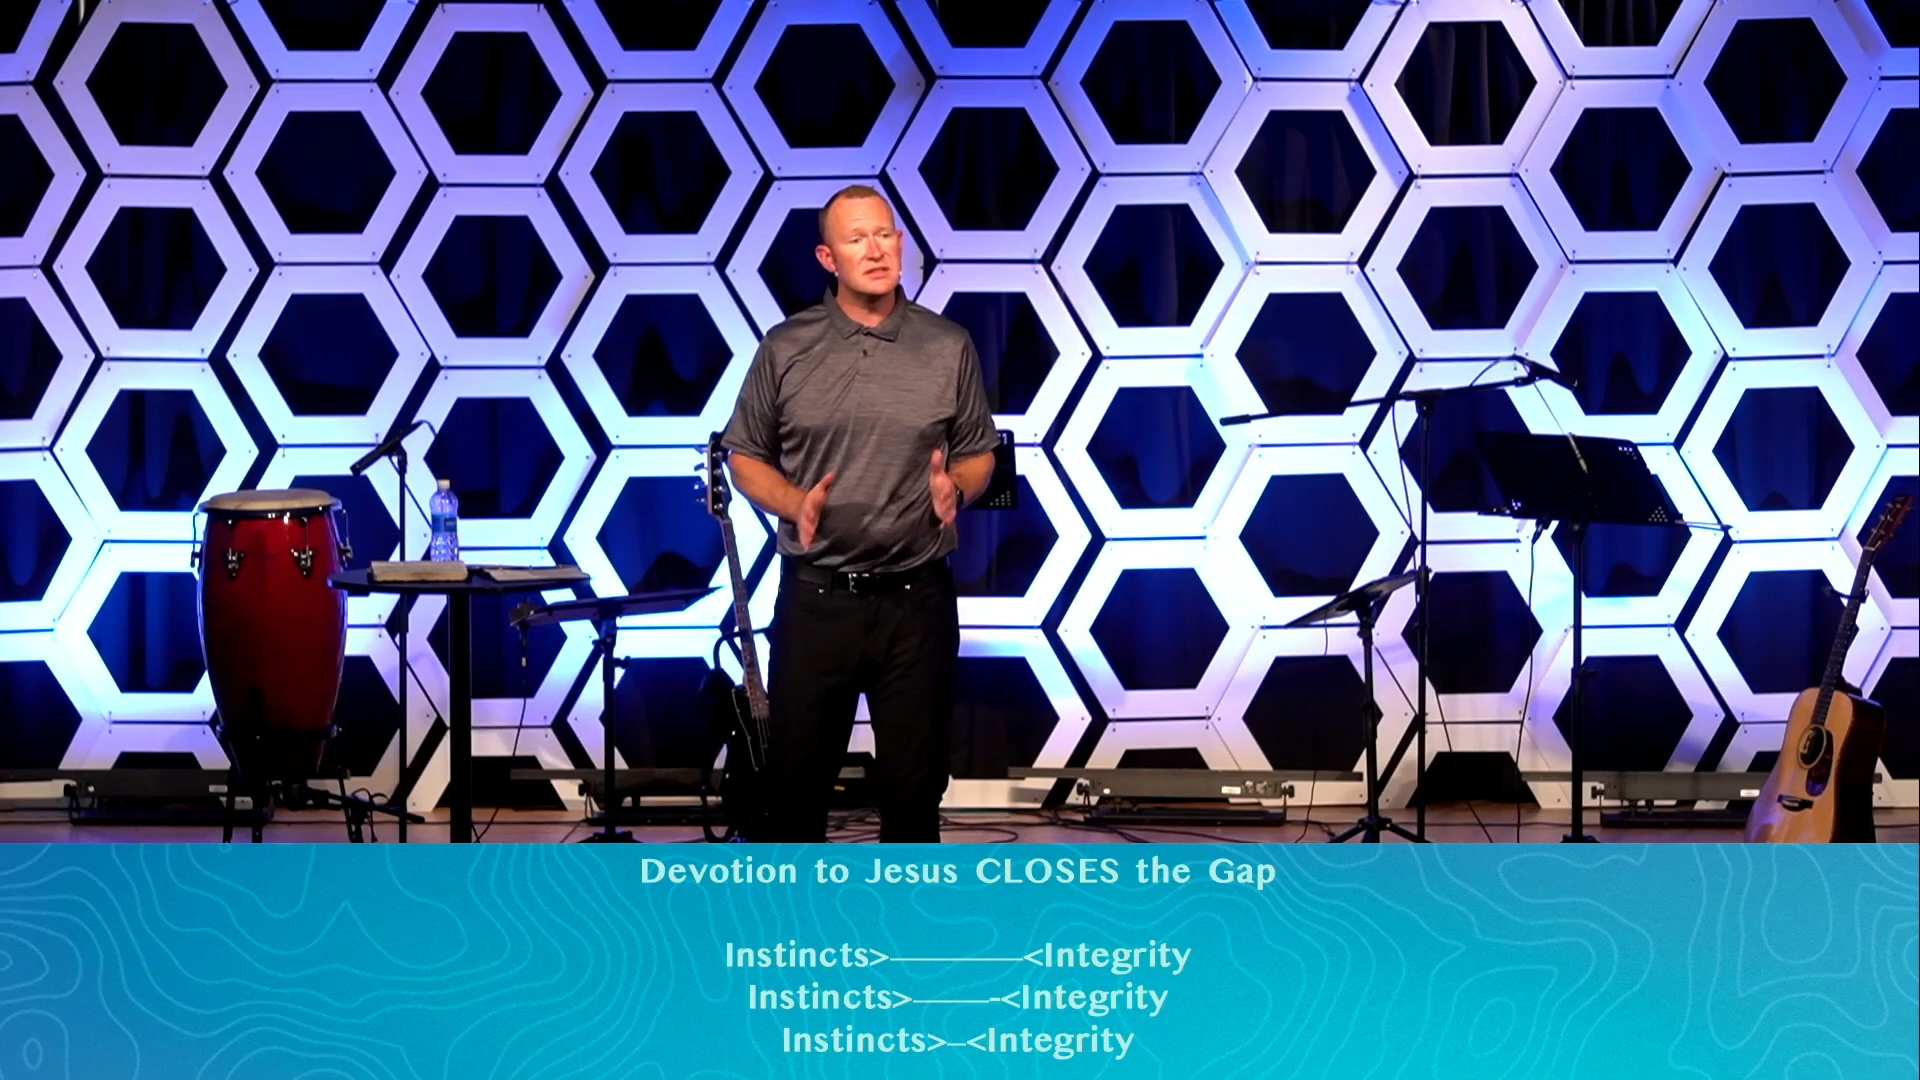 Devotion to Jesus CLOSES the Gap
Instincts>————<Integrity
Instincts>——-<Integrity
Instincts>–<Integrity